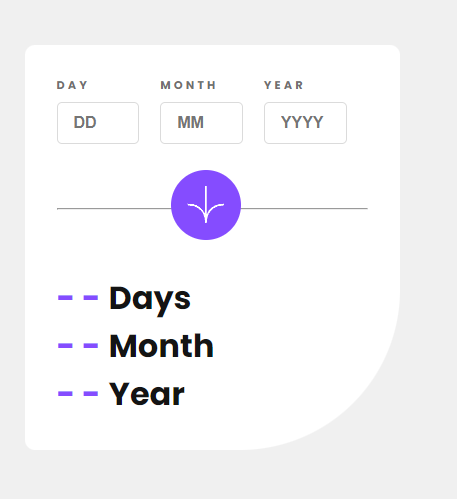 DAY MONTH YEAR
DD MM YYYY
- - Days
- - Month
- - Year